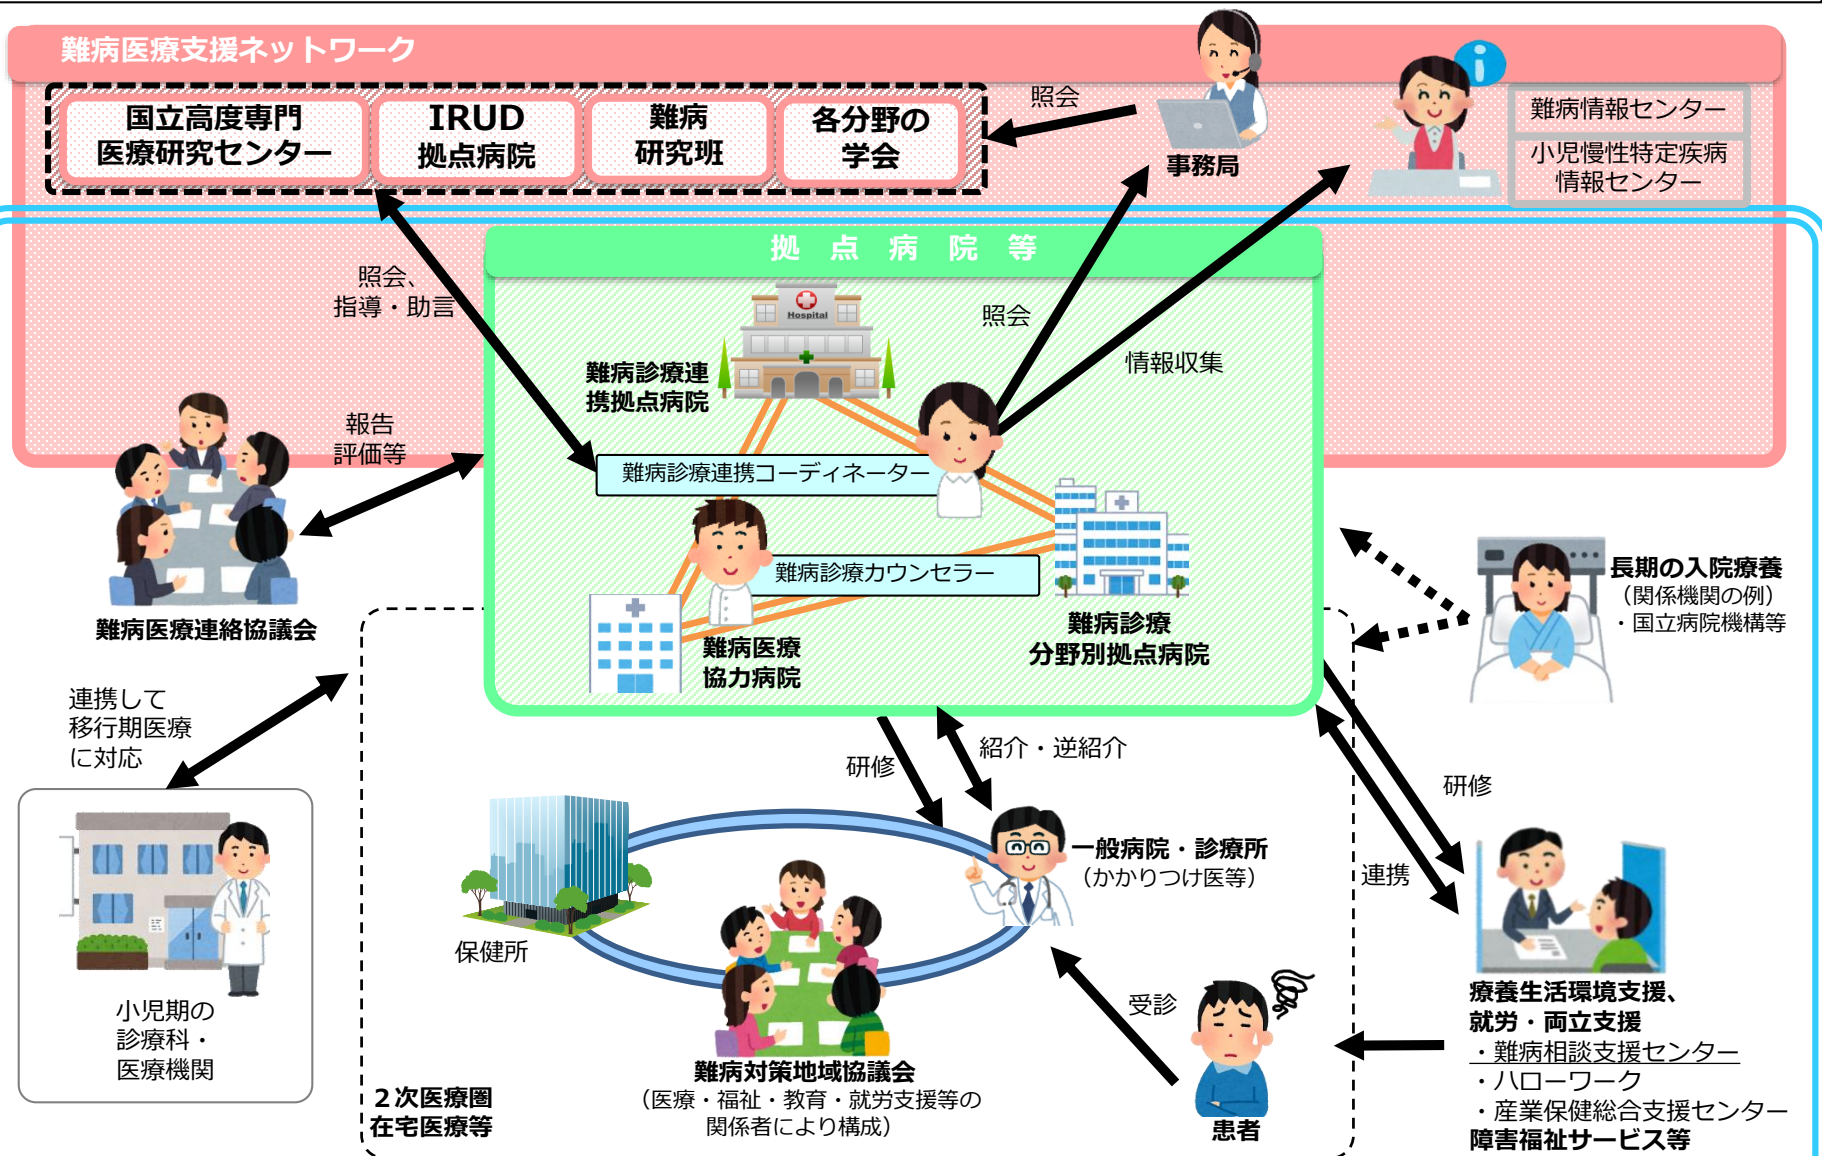 難病医療支援ネットワーク
国立高度専門
医療研究センター
IRUD
拠点病院
難病
研究班
各分野の
学会
照会
事務局
難病情報センター
小児慢性特定疾病
情報センター
拠点病院等
照会、
指導・助言
Hospital
照会
情報収集
難病診療連
携拠点病院
報告
評価等
難病診療連携コーディネーター
難病診療カウンセラー
難病医療連絡協議会
難病医療
協力病院
難病診療
分野別拠点病院
長期の入院療養
（関係機関の例）
・国立病院機構等
連携して
移行期医療
に対応
研修
紹介・逆紹介
研修
連携
一般病院・診療所
（かかりつけ医等）
保健所
受診
小児期の
診療科・
医療機関
２次医療圏
在宅医療等
難病対策地域協議会
（医療・福祉・教育・就労支援等の
関係者により構成）
患者
療養生活環境支援、
就労・両立支援
・難病相談支援センター
・ハローワーク
・産業保健総合支援センター
障害福祉サービス等